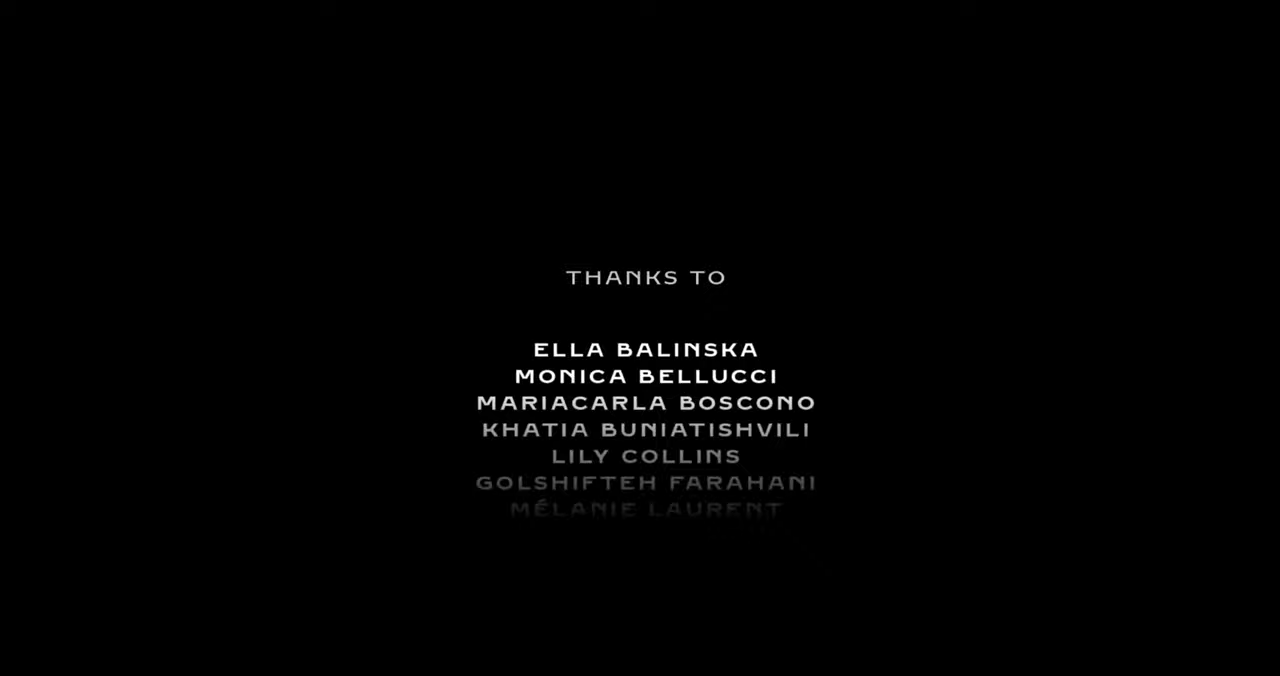 THANKS TO
ELLA BALINSKA
MONICA BELLUCCI
MARIACARLA BOSCONO
KHATIA BUNIATISHVILI
LILY COLLINS
GOLSHIFTEH FARAHANI
MÉLANIE LAURENT